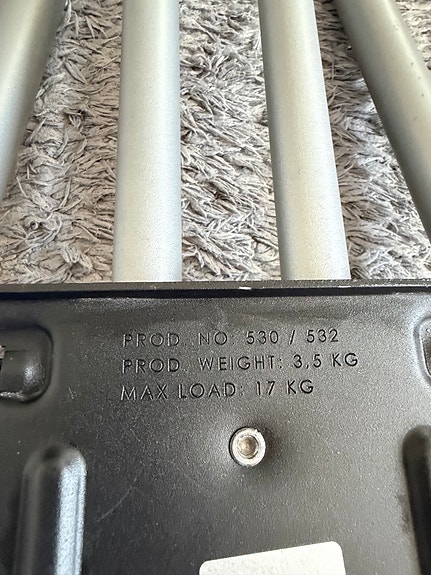 PROD. NO: 530 / 532
PROD. WEIGHT: 3,5 KG
MAX LOAD: 17 KG